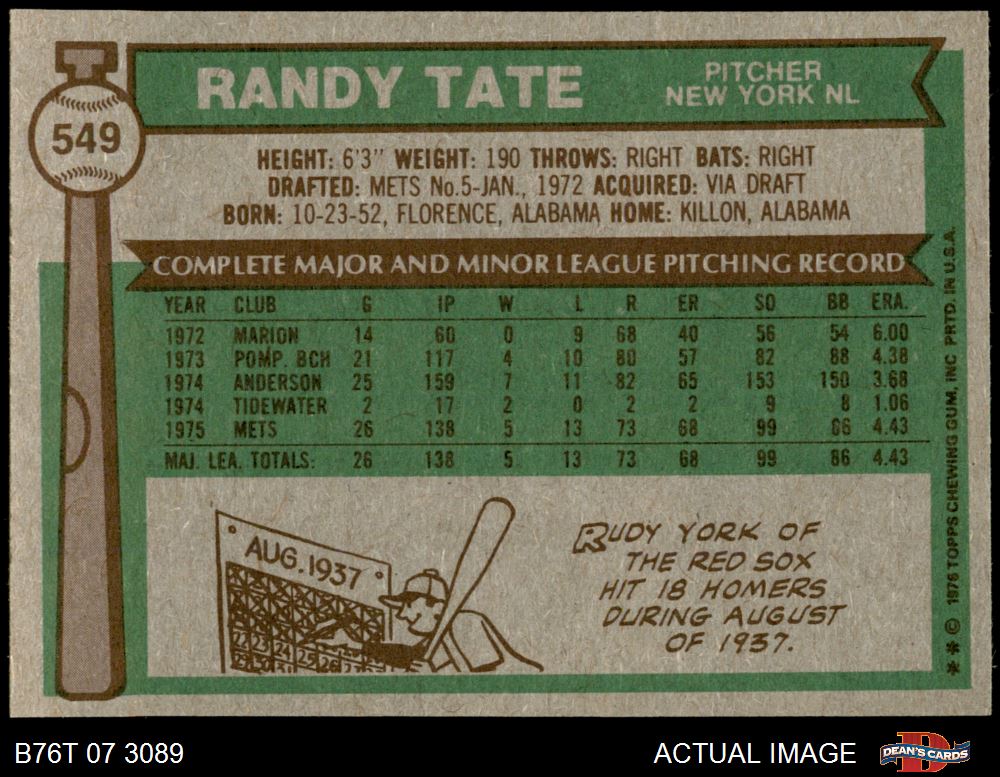 549
RANDY TATE
PITCHER
NEW YORK NL
HEIGHT: 6'3" WEIGHT: 190 THROWS: RIGHT BATS: RIGHT
DRAFTED: METS No.5-JAN., 1972 ACQUIRED: VIA DRAFT
BORN: 10-23-52, FLORENCE, ALABAMA HOME: KILLON, ALABAMA
COMPLETE MAJOR AND MINOR LEAGUE PITCHING RECORD
YEAR CLUB G IP W L R ER SO BB ERA.
1972 MARION 14 60 0 9 68 40 56 54 6.00
1973 POMP. BCH 21 117 4 10 80 57 82 88 4.38
1974 ANDERSON 25 159 7 11 82 65 153 150 3.68
1974 TIDEWATER 2 17 2 0 2 2 9 8 1.06
1975 METS 26 138 5 13 73 68 99 86 4.43
MAJ. LEA. TOTALS: 26 138 5 13 73 68 99 86 4.43
AUG. 1937
22 23 24 25 26
29 30
RUDY YORK OF
THE RED SOX
HIT 18 HOMERS
DURING AUGUST
OF 1937.
** © 1976 TOPPS CHEWING GUM, INC PRTD. IN U.S.A.
B76T 07 3089
ACTUAL IMAGE
D
DEAN'S CARDS